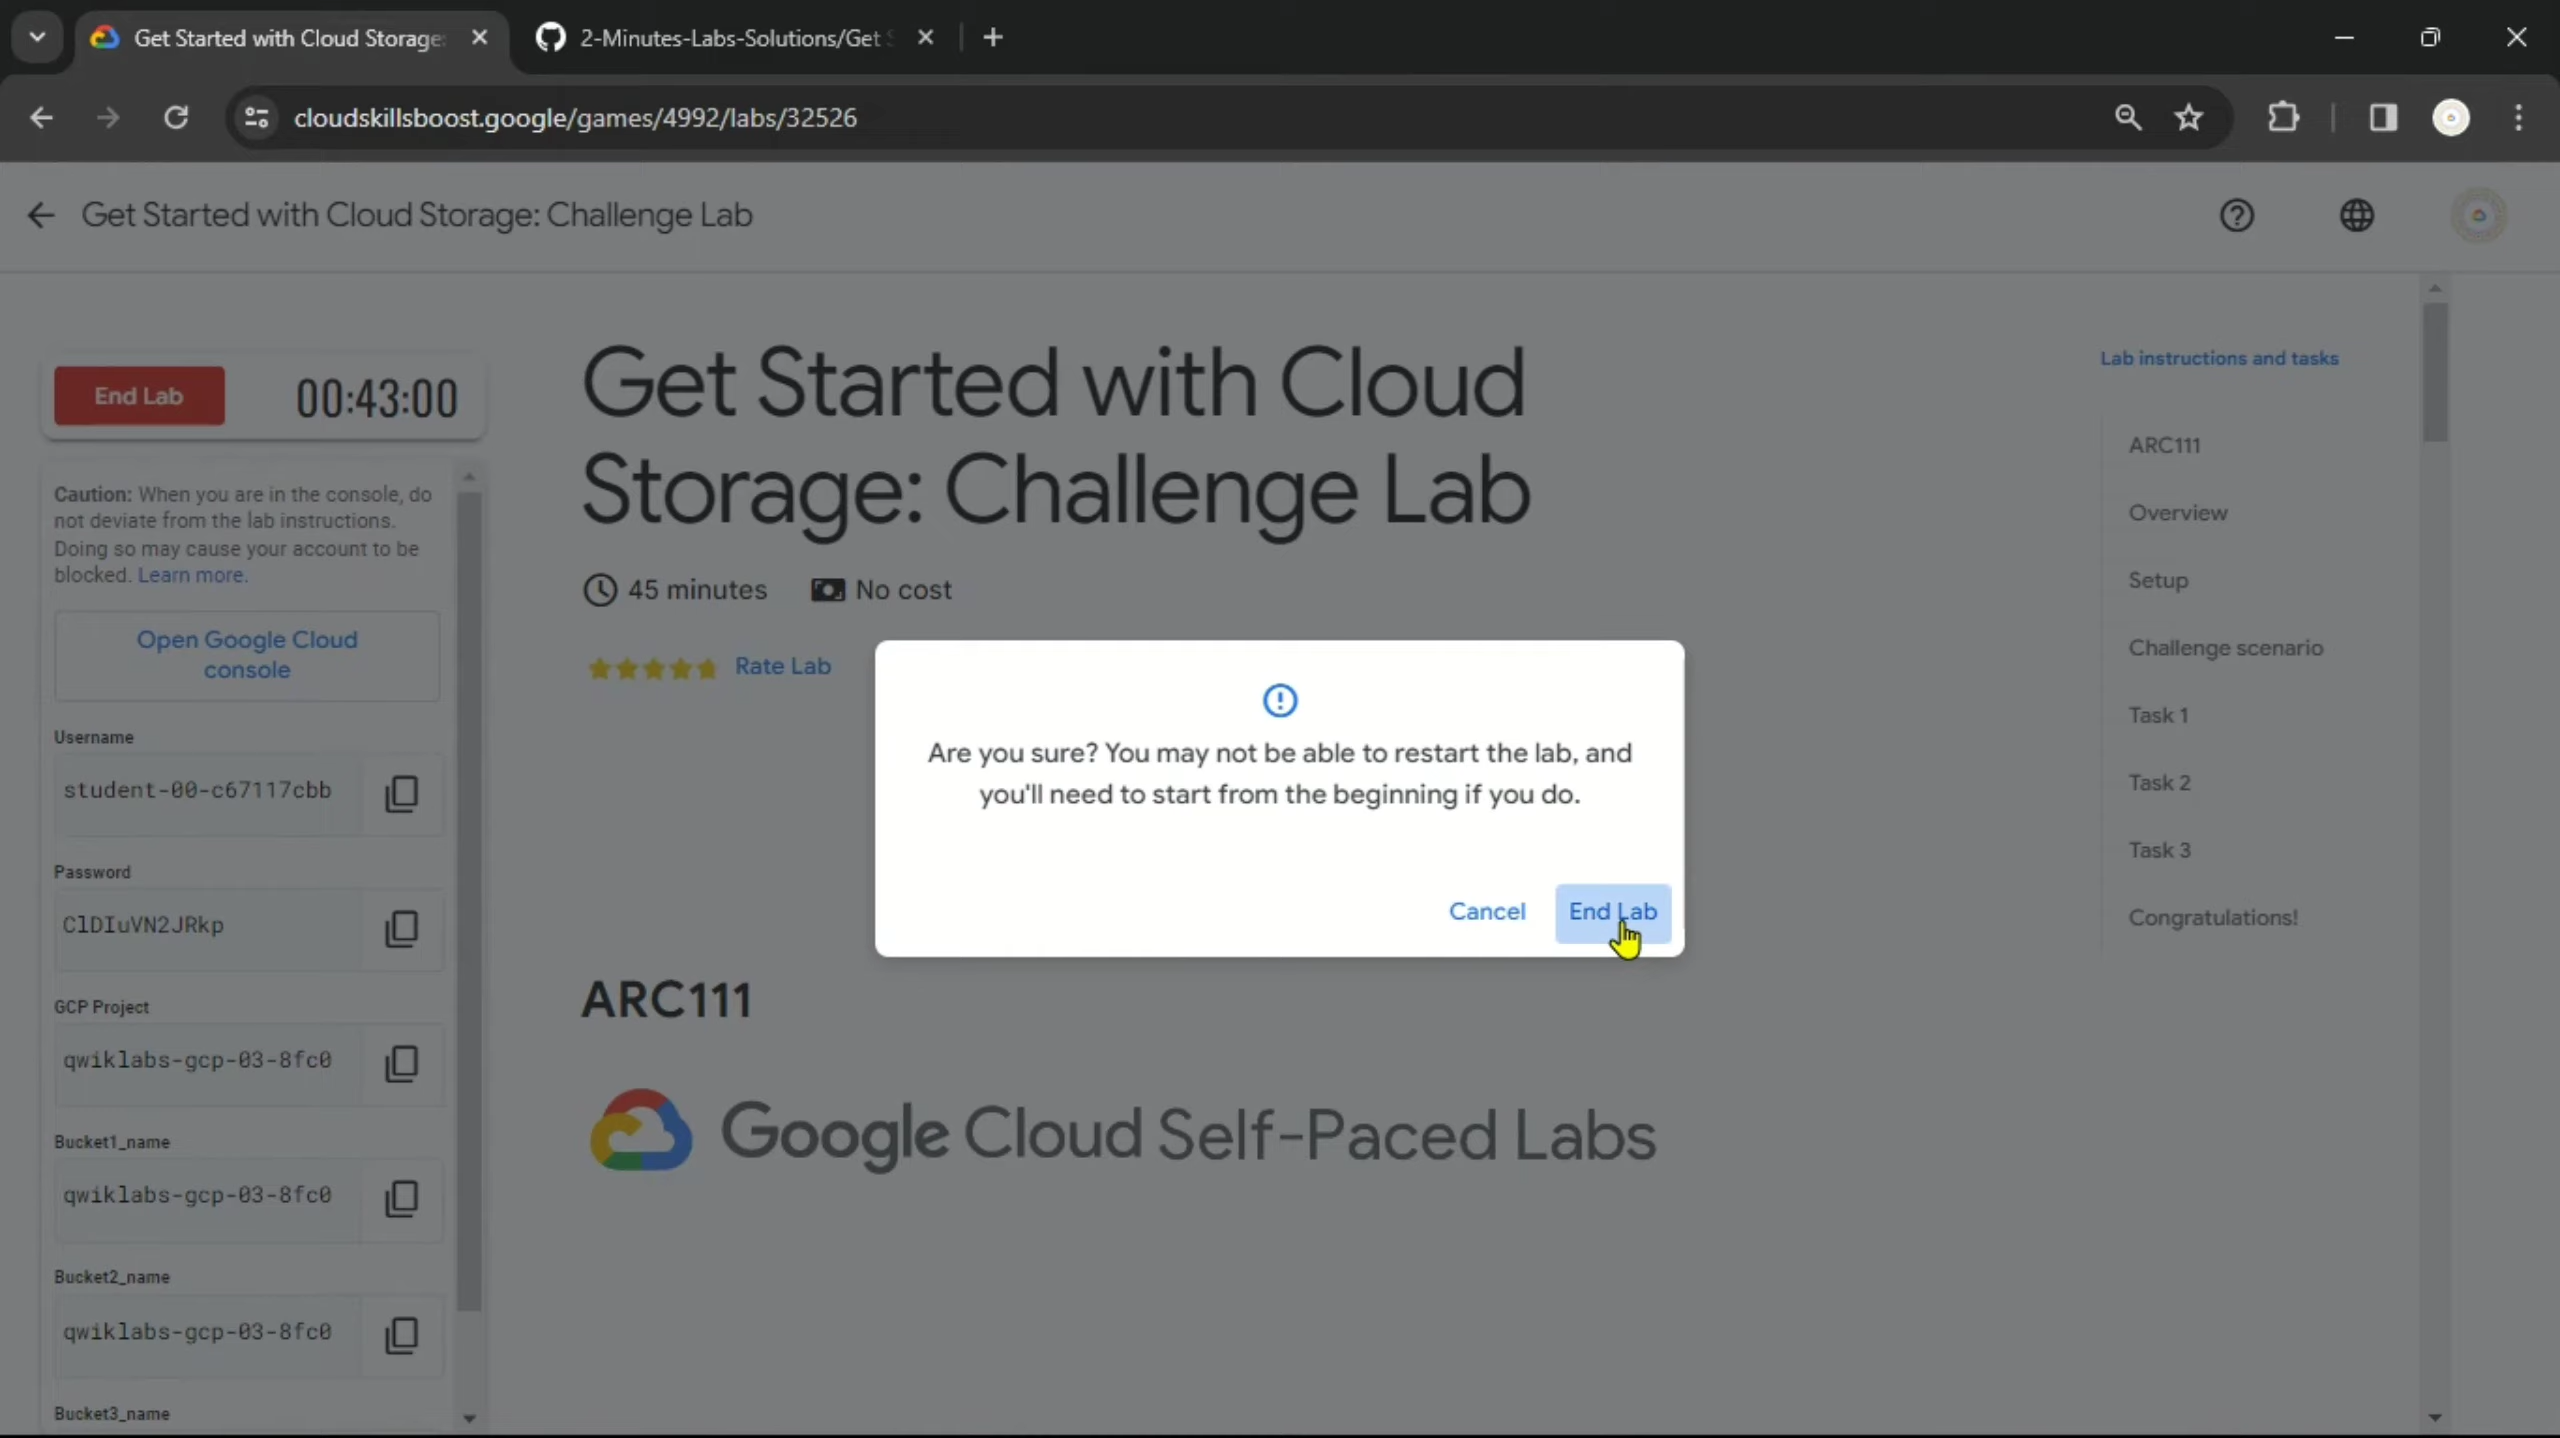 Get Started with Cloud Storage:
2-Minutes-Labs-Solutions/Get
cloudskillsboost.google/games/4992/labs/32526
Get Started with Cloud Storage: Challenge Lab
End Lab
00:43:00
Caution: When you are in the console, do
not deviate from the lab instructions.
Doing so may cause your account to be
blocked. Learn more.
Open Google Cloud
console
Username
student-00-c67117cbb
Password
ClDIuVN2JRkp
GCP Project
qwiklabs-gcp-03-8fc0
Bucket1_name
qwiklabs-gcp-03-8fc0
Bucket2_name
qwiklabs-gcp-03-8fc0
Bucket3_name
Get Started with Cloud
Storage: Challenge Lab
45 minutes
No cost
Rate Lab
Are you sure? You may not be able to restart the lab, and
you'll need to start from the beginning if you do.
Cancel
End Lab
ARC111
Google Cloud Self-Paced Labs
Lab instructions and tasks
ARC111
Overview
Setup
Challenge scenario
Task 1
Task 2
Task 3
Congratulations!